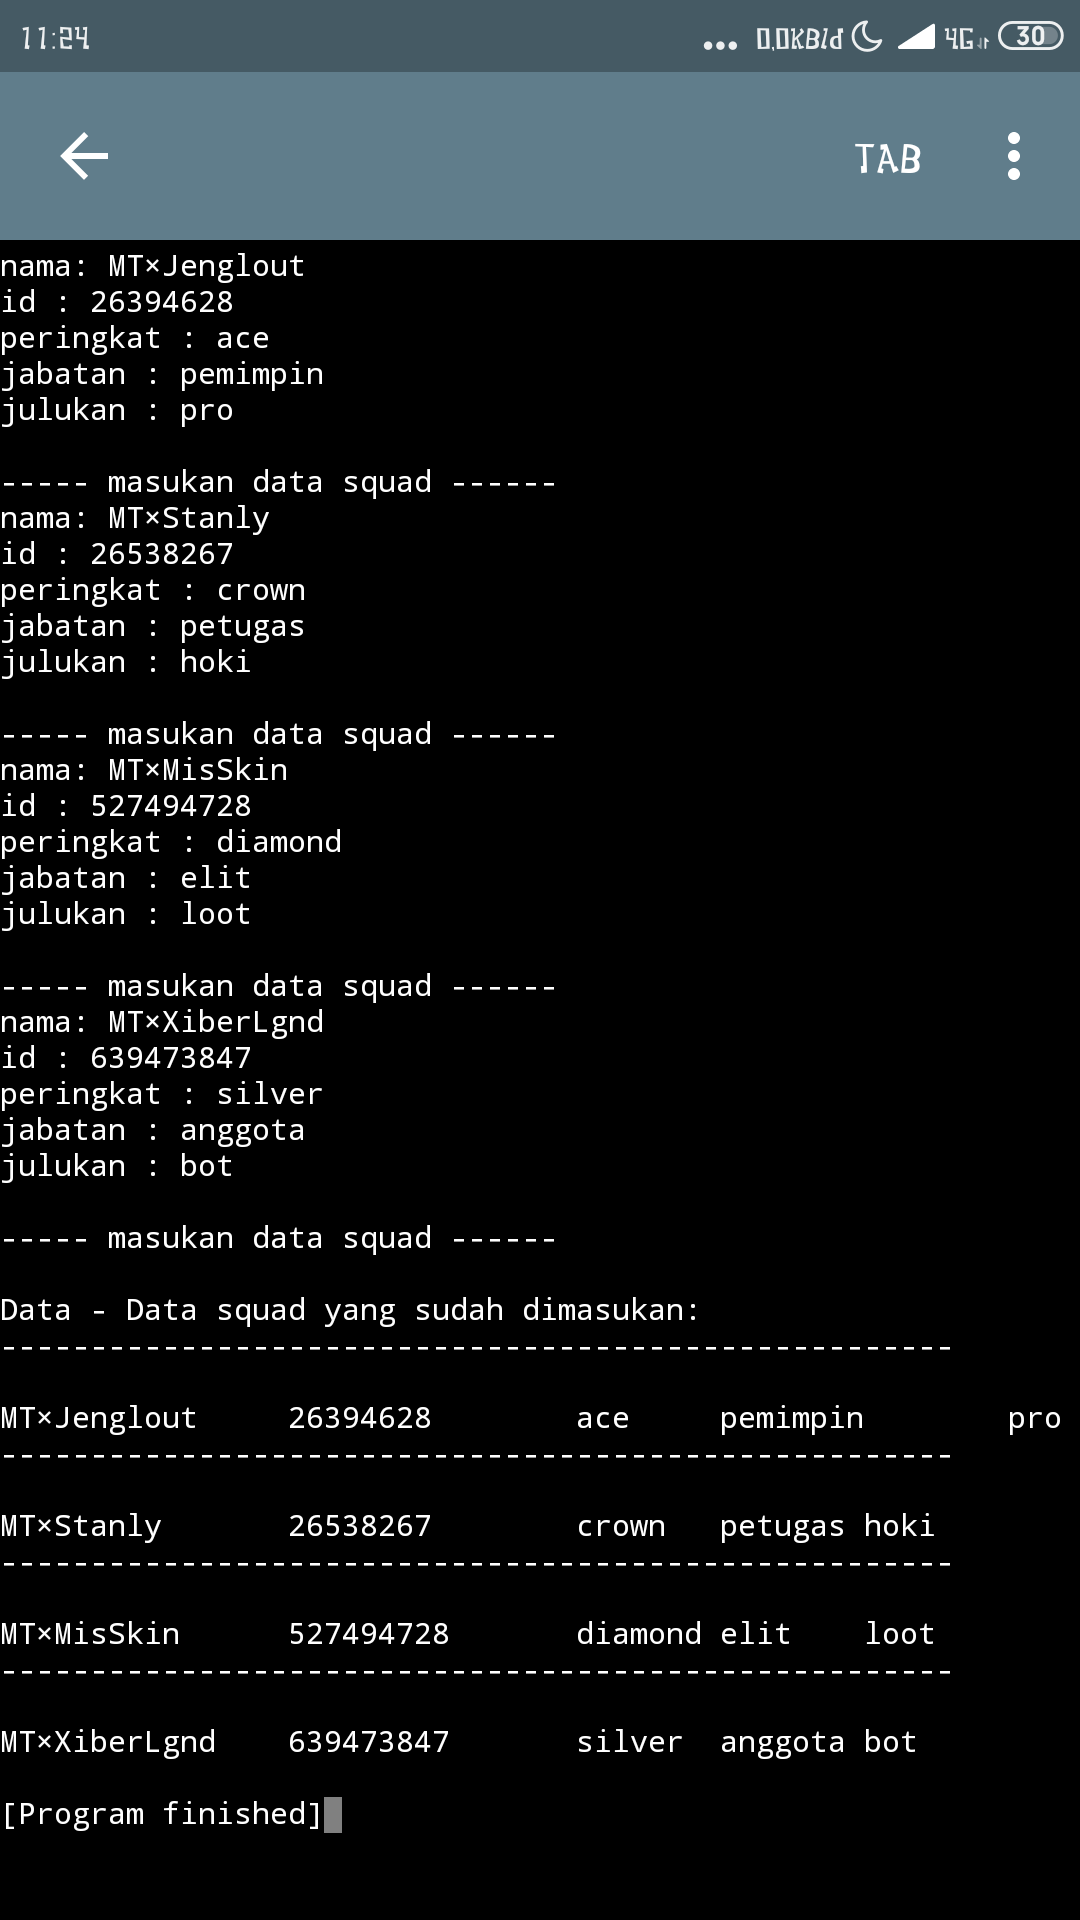 11:24
... 0,0KB/d 4G 30
TAB
nama: MT×Jenglout
id : 26394628
peringkat : ace
jabatan : pemimpin
julukan : pro
----- masukan data squad ------
nama: MT×Stanly
id : 26538267
peringkat : crown
jabatan : petugas
julukan : hoki
----- masukan data squad ------
nama: MT×MisSkin
id : 527494728
peringkat : diamond
jabatan : elit
julukan : loot
----- masukan data squad ------
nama: MT×XiberLgnd
id : 639473847
peringkat : silver
jabatan : anggota
julukan : bot
----- masukan data squad ------
Data - Data squad yang sudah dimasukan:
-----------------------------------------------------
MT×Jenglout 26394628 ace pemimpin pro
-----------------------------------------------------
MT×Stanly 26538267 crown petugas hoki
-----------------------------------------------------
MT×MisSkin 527494728 diamond elit loot
-----------------------------------------------------
MT×XiberLgnd 639473847 silver anggota bot
[Program finished]